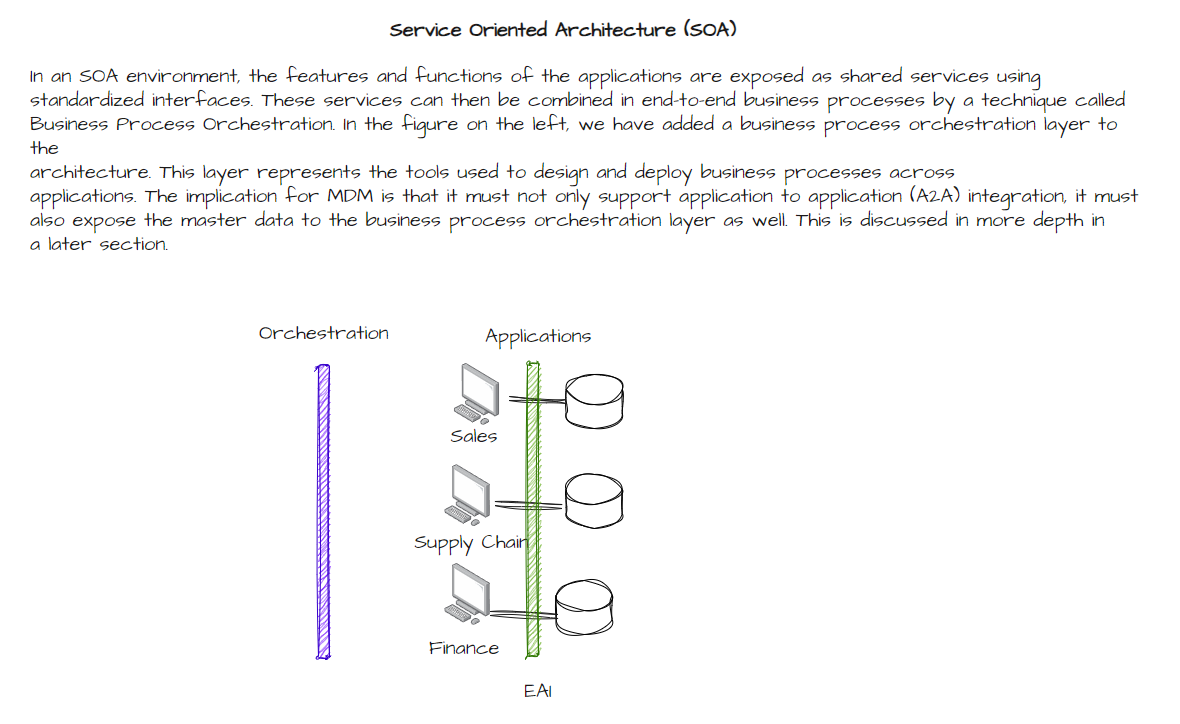 Service Oriented Architecture (SOA)
In an SOA environment, the features and functions of the applications are exposed as shared services using
standardized interfaces. These services can then be combined in end-to-end business processes by a technique called
Business Process Orchestration. In the figure on the left, we have added a business process orchestration layer to
the
architecture. This layer represents the tools used to design and deploy business processes across
applications. The implication for MDM is that it must not only support application to application (A2A) integration, it must
also expose the master data to the business process orchestration layer as well. This is discussed in more depth in
a later section.
Orchestration
Applications
Sales
Supply Chain
Finance
EAI